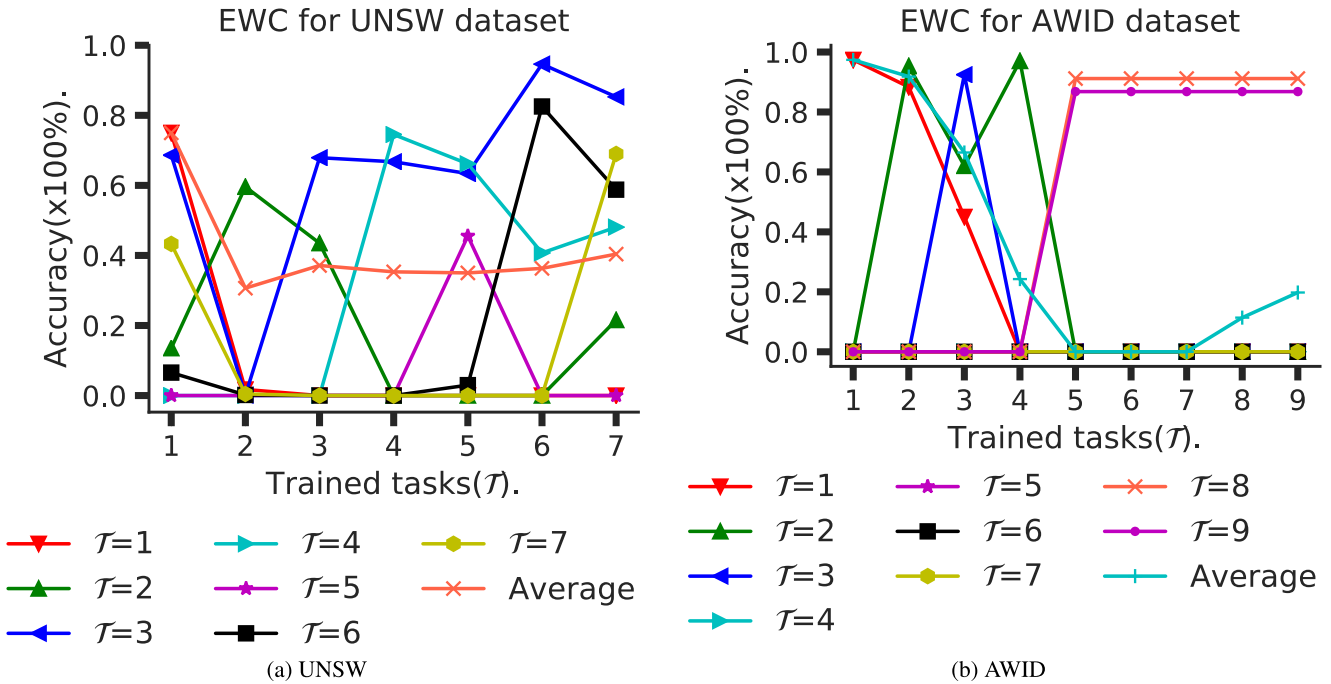 EWC for UNSW dataset
1.0
0.8
0.6
0.4
0.2
0.0
Accuracy(x100%).
1 2 3 4 5 6 7
Trained tasks(𝒯).
𝒯=1
𝒯=4
𝒯=7
𝒯=2
𝒯=5
Average
𝒯=3
𝒯=6
(a) UNSW
EWC for AWID dataset
1.0
0.8
0.6
0.4
0.2
0.0
Accuracy(x100%).
1 2 3 4 5 6 7 8 9
Trained tasks(𝒯).
𝒯=1
𝒯=5
𝒯=8
𝒯=2
𝒯=6
𝒯=9
𝒯=3
𝒯=7
Average
𝒯=4
(b) AWID